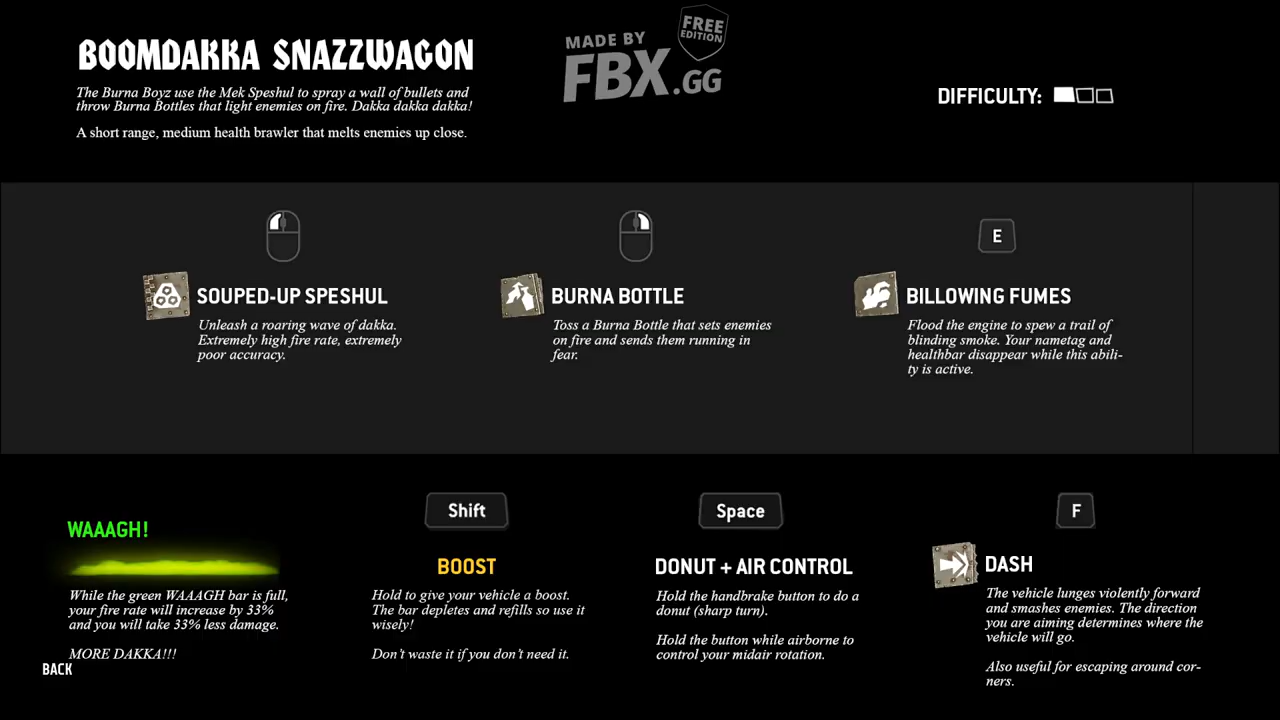 BOOMDAKKA SNAZZWAGON
The Burna Boyz use the Mek Speshul to spray a wall of bullets and
throw Burna Bottles that light enemies on fire. Dakka dakka dakka!
A short range, medium health brawler that melts enemies up close.
MADE BY
FBX.GG
FREE
EDITION
DIFFICULTY:
SOUPED-UP SPESHUL
Unleash a roaring wave of dakka.
Extremely high fire rate, extremely
poor accuracy.
BURNA BOTTLE
Toss a Burna Bottle that sets enemies
on fire and sends them running in
fear.
E
BILLOWING FUMES
Flood the engine to spew a trail of
blinding smoke. Your nametag and
healthbar disappear while this abili-
ty is active.
WAAAGH!
While the green WAAAGH bar is full,
your fire rate will increase by 33%
and you will take 33% less damage.
MORE DAKKA!!!
BACK
Shift
BOOST
Hold to give your vehicle a boost.
The bar depletes and refills so use it
wisely!
Don't waste it if you don't need it.
Space
DONUT + AIR CONTROL
Hold the handbrake button to do a
donut (sharp turn).
Hold the button while airborne to
control your midair rotation.
F
DASH
The vehicle lunges violently forward
and smashes enemies. The direction
you are aiming determines where the
vehicle will go.
Also useful for escaping around cor-
ners.